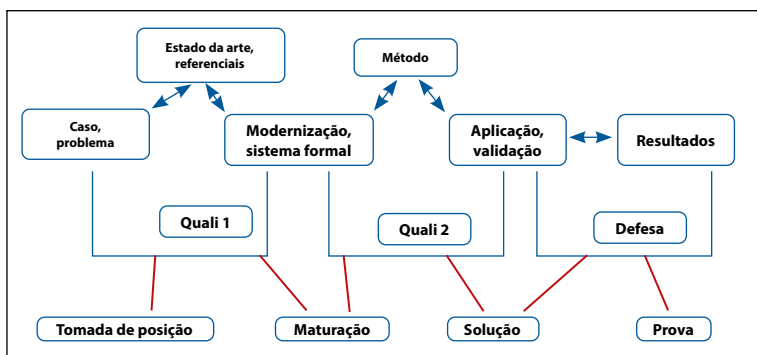 Estado da arte,
referenciais
Método
Caso,
problema
Modernização,
sistema formal
Aplicação,
validação
Resultados
Quali 1
Quali 2
Defesa
Tomada de posição
Maturação
Solução
Prova